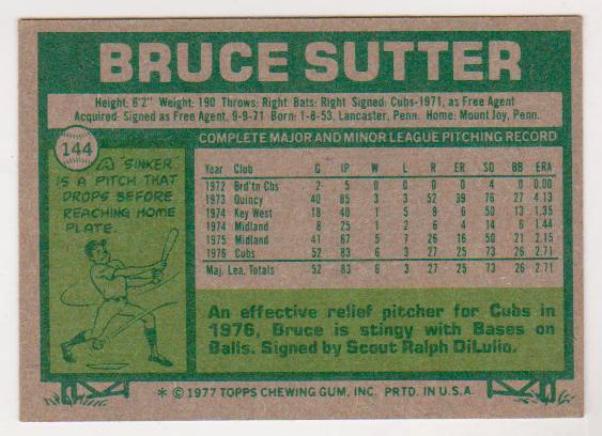 BRUCE SUTTER
Height: 6'2" Weight: 190 Throws: Right Bats: Right Signed: Cubs-1971, as Free Agent
Acquired: Signed as Free Agent, 9-9-71 Born: 1-8-53, Lancaster, Penn. Home: Mount Joy, Penn.
144
A "SINKER"
IS A PITCH THAT
DROPS BEFORE
REACHING HOME
PLATE.
COMPLETE MAJOR AND MINOR LEAGUE PITCHING RECORD
Year Club G IP W L R ER SO BB ERA
1972 Brd'tn Cbs 2 5 0 0 0 0 4 0 0.00
1973 Quincy 40 85 3 3 52 39 76 27 4.13
1974 Key West 18 40 1 5 8 6 50 13 1.35
1974 Midland 8 25 1 2 6 4 14 6 1.44
1975 Midland 41 67 5 7 26 16 50 21 2.15
1976 Cubs 52 83 6 3 27 25 73 26 2.71
Maj. Lea. Totals 52 83 6 3 27 25 73 26 2.71
An effective relief pitcher for Cubs in
1976, Bruce is stingy with Bases on
Balls. Signed by Scout Ralph DiLulio.
* © 1977 TOPPS CHEWING GUM, INC. PRTD. IN U.S.A.